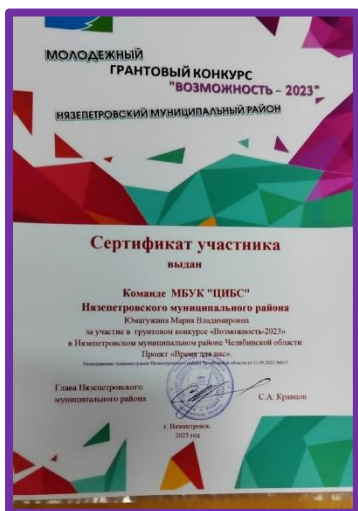 МОЛОДЕЖНЫЙ
ГРАНТОВЫЙ КОНКУРС
"ВОЗМОЖНОСТЬ – 2023"
НЯЗЕПЕТРОВСКИЙ МУНИЦИПАЛЬНЫЙ РАЙОН
Сертификат участника
выдан
Команде МБУК "ЦИБС"
Нязепетровского муниципального района
Юмагужина Мария Владимировна
за участие в грунтовом конкурсе «Возможность-2023»
в Нязепетровском муниципальном районе Челябинской области
Проект «Время для нас».
Глава Нязепетровского
муниципального района
С.А. Кравцов
г. Нязепетровск,
2023 год